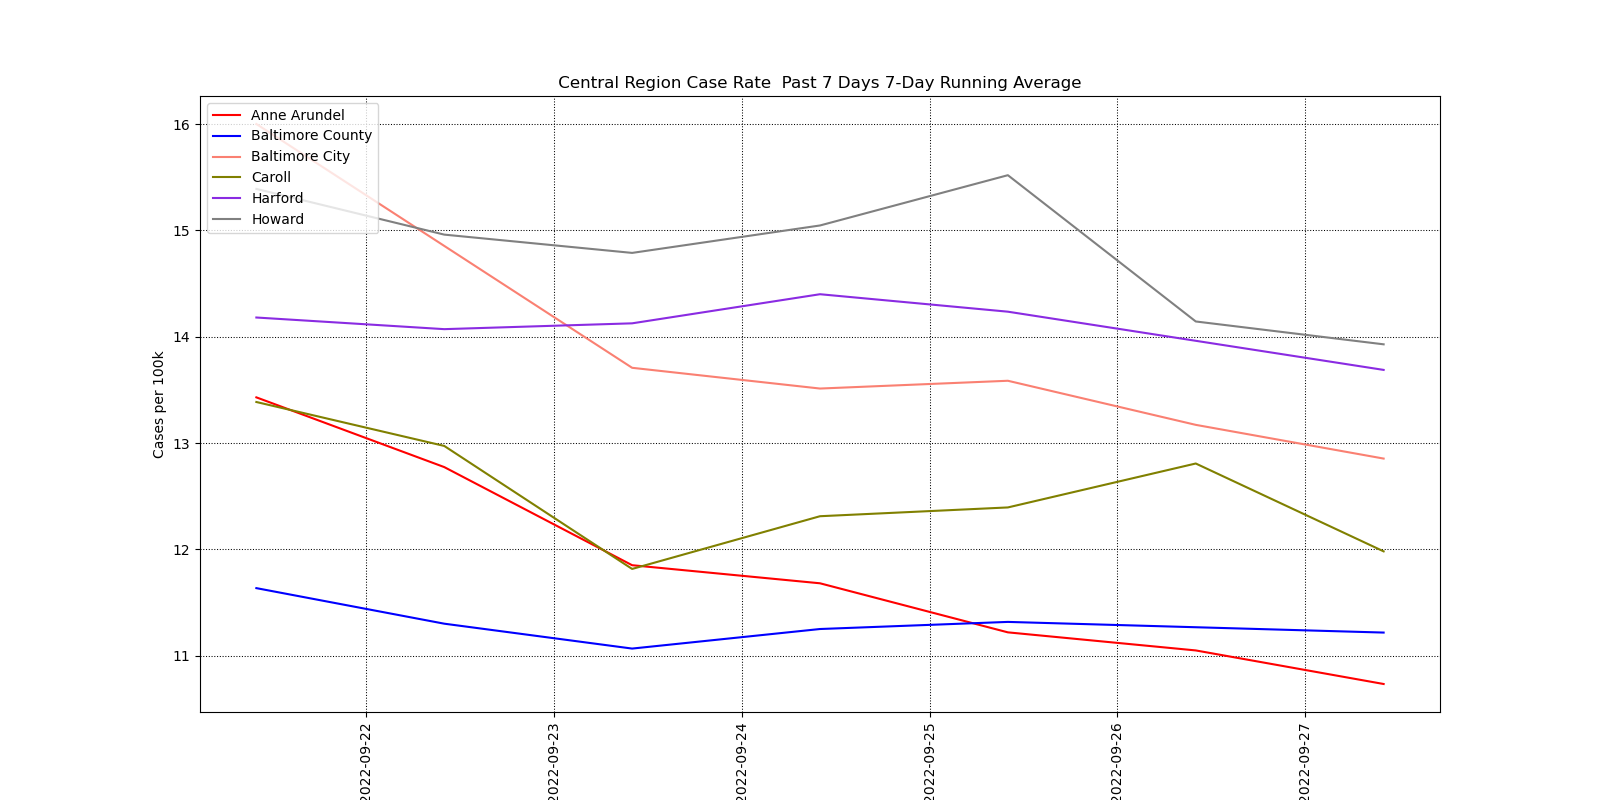 Central Region Case Rate  Past 7 Days 7-Day Running Average
Anne Arundel
Baltimore County
Baltimore City
Caroll
Harford
Howard
16
15
14
13
12
11
Cases per 100k
2022-09-22
2022-09-23
2022-09-24
2022-09-25
2022-09-26
2022-09-27